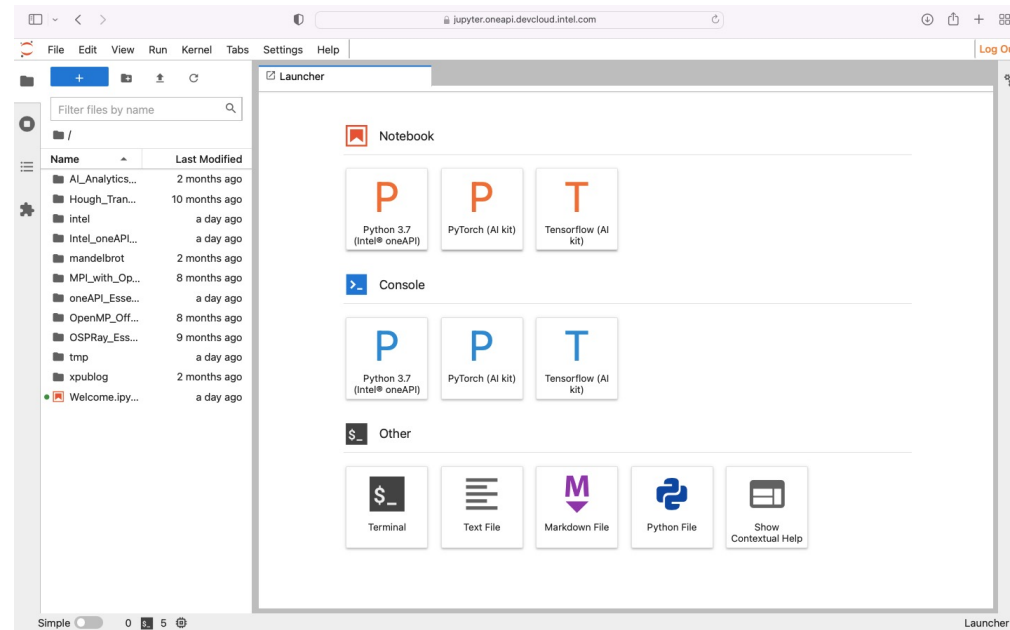 jupyter.oneapi.devcloud.intel.com
File Edit View Run Kernel Tabs Settings Help
Log Ou
+
Launcher
Filter files by name
/
Name Last Modified
AI_Analytics... 2 months ago
Hough_Tran... 10 months ago
intel a day ago
Intel_oneAPI... a day ago
mandelbrot 2 months ago
MPI_with_Op... 8 months ago
oneAPI_Esse... a day ago
OpenMP_Off... 8 months ago
OSPRay_Ess... 9 months ago
tmp a day ago
xpublog 2 months ago
Welcome.ipy... a day ago
Notebook
P P T
Python 3.7 PyTorch (AI kit) Tensorflow (AI
(Intel® oneAPI) kit)
>_ Console
P P T
Python 3.7 PyTorch (AI kit) Tensorflow (AI
(Intel® oneAPI) kit)
$_ Other
$_ M
Terminal Text File Markdown File Python File Show
Contextual Help
Simple 0 $_ 5 Launcher